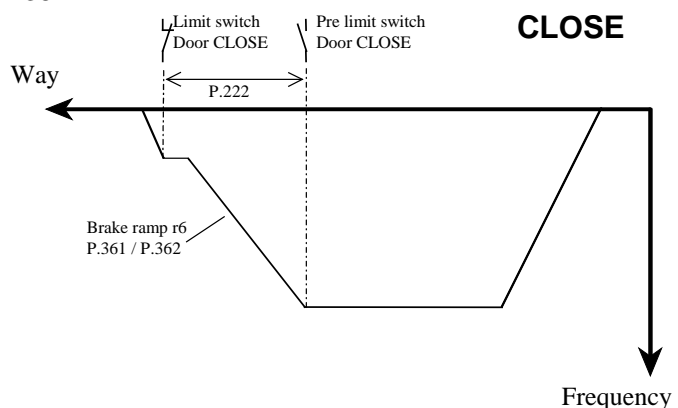 Limit switch
Door CLOSE
Pre limit switch
Door CLOSE
CLOSE
Way
P.222
Brake ramp r6
P.361 / P.362
Frequency